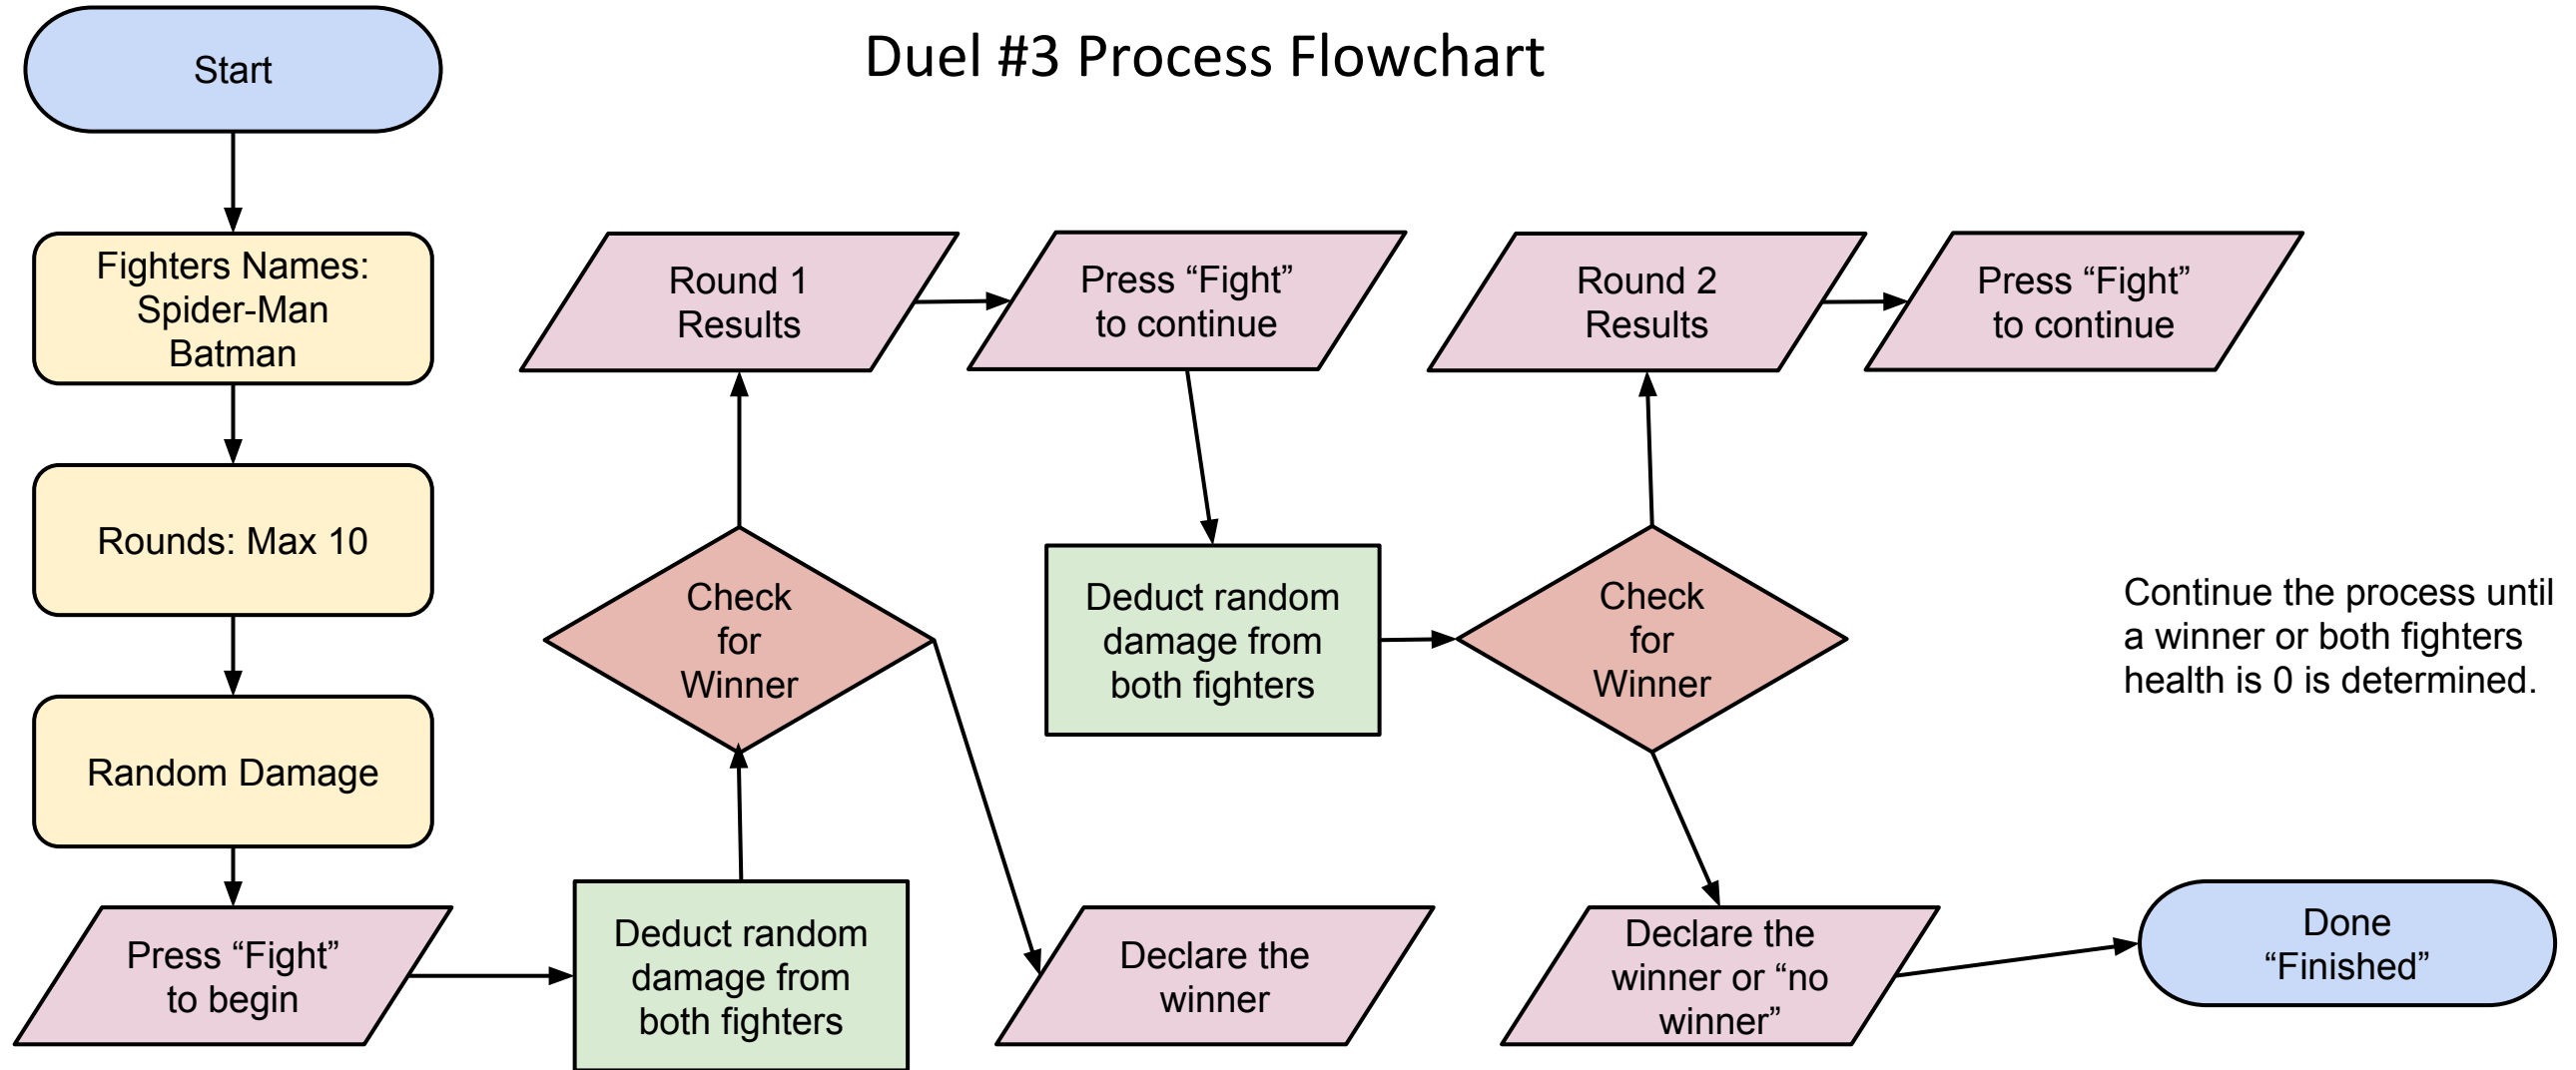 Duel #3 Process Flowchart
Start
Fighters Names:
Spider-Man
Batman
Rounds: Max 10
Random Damage
Press “Fight”
to begin
Deduct random
damage from
both fighters
Check
for
Winner
Round 1
Results
Press “Fight”
to continue
Declare the
winner
Deduct random
damage from
both fighters
Check
for
Winner
Round 2
Results
Press “Fight”
to continue
Declare the
winner or “no
winner”
Done
“Finished”
Continue the process until
a winner or both fighters
health is 0 is determined.